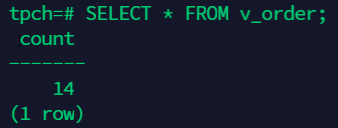 tpch=# SELECT * FROM v_order;
 count
-------
    14
(1 row)